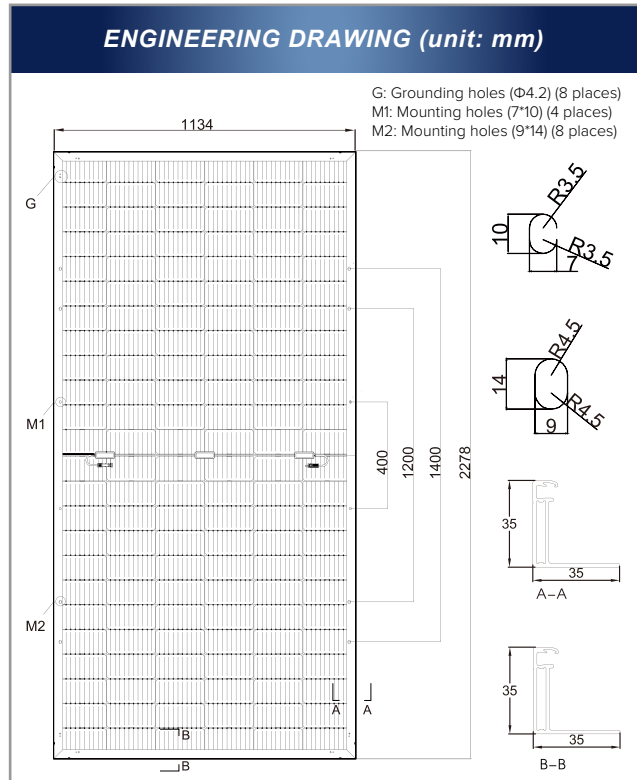 ENGINEERING DRAWING (unit: mm)
G: Grounding holes (Φ4.2) (8 places)
M1: Mounting holes (7*10) (4 places)
M2: Mounting holes (9*14) (8 places)
1134
G
M1
M2
400
1200
1400
2278
A
A
B
B
R3.5
10
R3.5
7
R4.5
14
R4.5
9
35
35
A-A
35
35
B-B